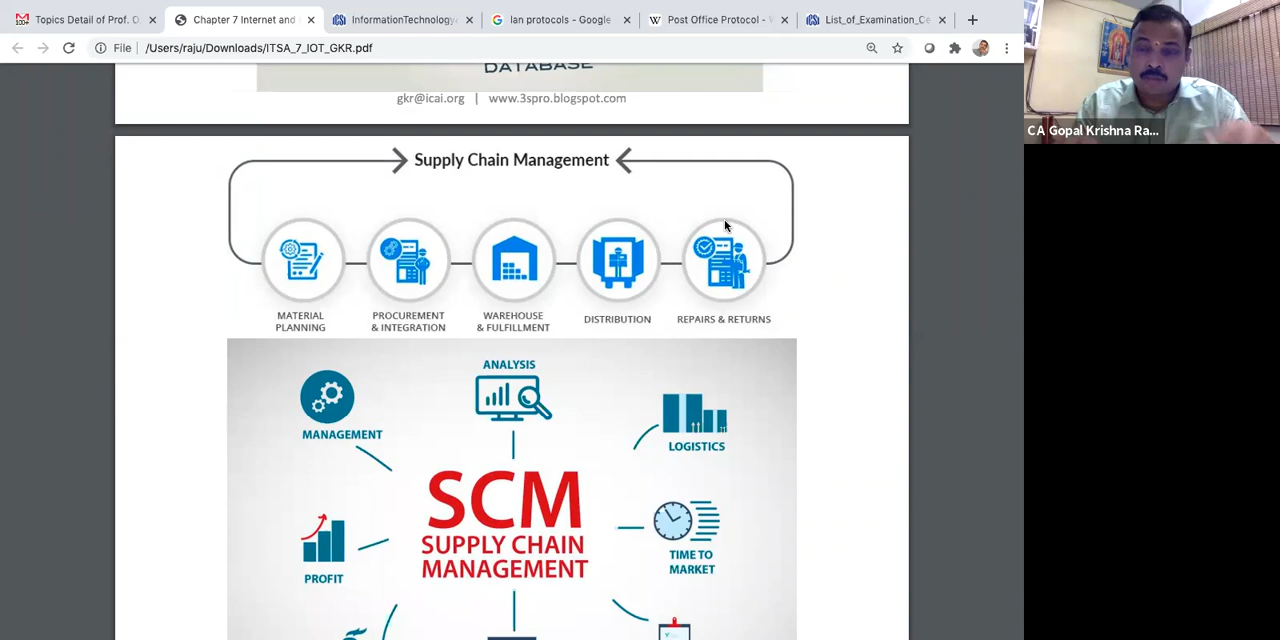 Topics Detail of Prof. O
Chapter 7 Internet and
InformationTechnology
lan protocols - Google
Post Office Protocol - W
List_of_Examination_Ce
100+
File
/Users/raju/Downloads/ITSA_7_IOT_GKR.pdf
DATABASE
gkr@icai.org | www.3spro.blogspot.com
CA Gopal Krishna Ra...
Supply Chain Management
MATERIAL
PLANNING
PROCUREMENT
& INTEGRATION
WAREHOUSE
& FULFILLMENT
DISTRIBUTION
REPAIRS & RETURNS
ANALYSIS
MANAGEMENT
LOGISTICS
SCM
SUPPLY CHAIN
MANAGEMENT
TIME TO
MARKET
PROFIT